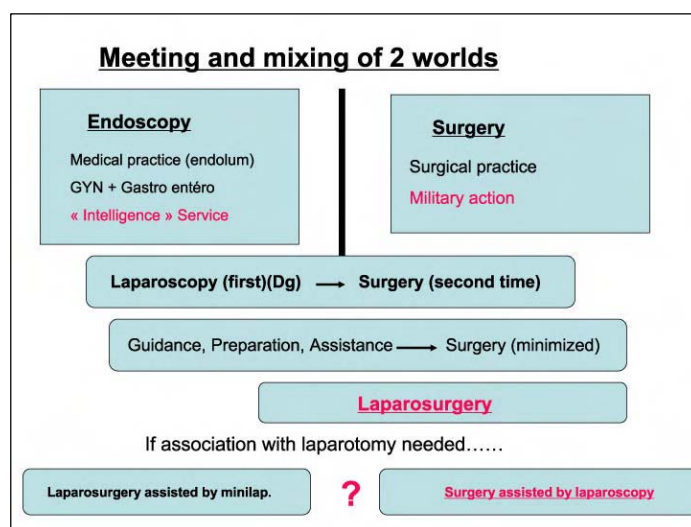 Meeting and mixing of 2 worlds
Endoscopy
Medical practice (endolum)
GYN + Gastro entéro
« Intelligence » Service
Surgery
Surgical practice
Military action
Laparoscopy (first)(Dg) → Surgery (second time)
Guidance, Preparation, Assistance → Surgery (minimized)
Laparosurgery
If association with laparotomy needed……
Laparosurgery assisted by minilap. ? Surgery assisted by laparoscopy